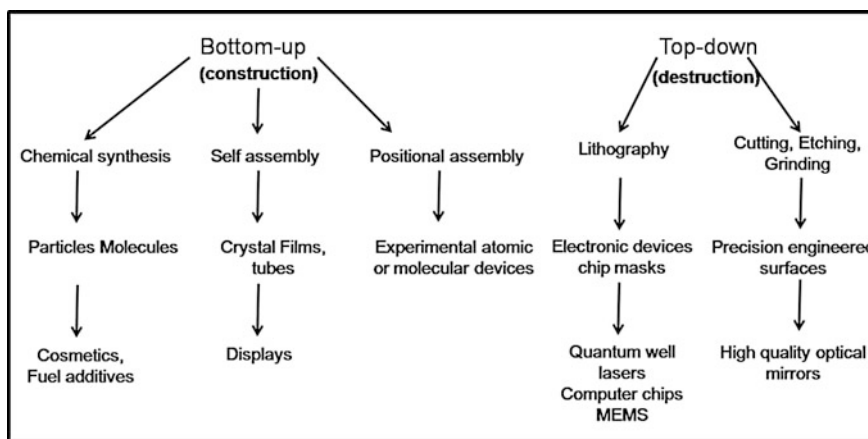 Bottom-up
(construction)
Top-down
(destruction)
Chemical synthesis
Self assembly
Positional assembly
Lithography
Cutting, Etching,
Grinding
Particles Molecules
Crystal Films,
tubes
Experimental atomic
or molecular devices
Electronic devices
chip masks
Precision engineered
surfaces
Cosmetics,
Fuel additives
Displays
Quantum well
lasers
Computer chips
MEMS
High quality optical
mirrors